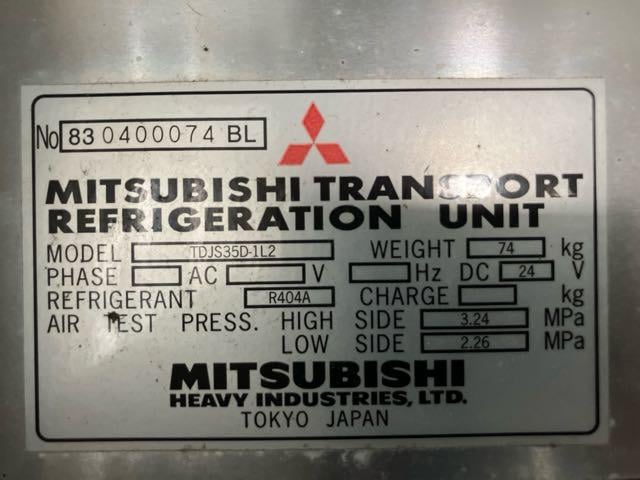 No 83 0400074 BL
MITSUBISHI TRANSPORT
REFRIGERATION UNIT
MODEL TDJS35D-1L2 WEIGHT 74 kg
PHASE AC V Hz DC 24 V
REFRIGERANT R404A CHARGE kg
AIR TEST PRESS. HIGH SIDE 3.24 MPa
LOW SIDE 2.26 MPa
MITSUBISHI
HEAVY INDUSTRIES, LTD.
TOKYO JAPAN